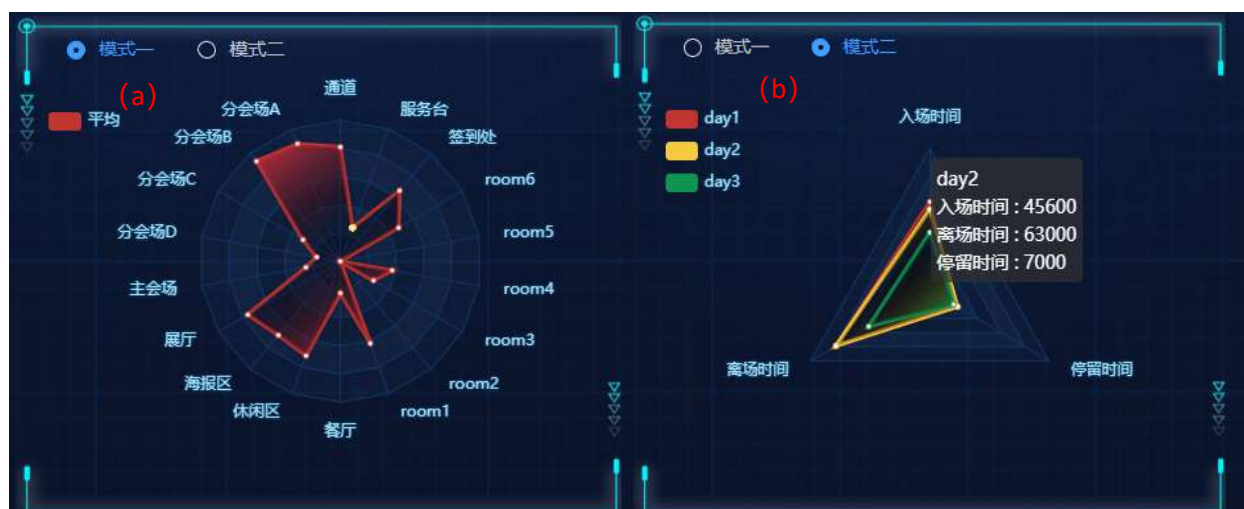 模式一
模式二
(a)
平均
通道
服务台
签到处
room6
room5
room4
room3
room2
room1
餐厅
休闲区
海报区
展厅
主会场
分会场D
分会场C
分会场B
分会场A
模式一
模式二
(b)
day1
day2
day3
入场时间
day2
入场时间 : 45600
离场时间 : 63000
停留时间 : 7000
离场时间
停留时间